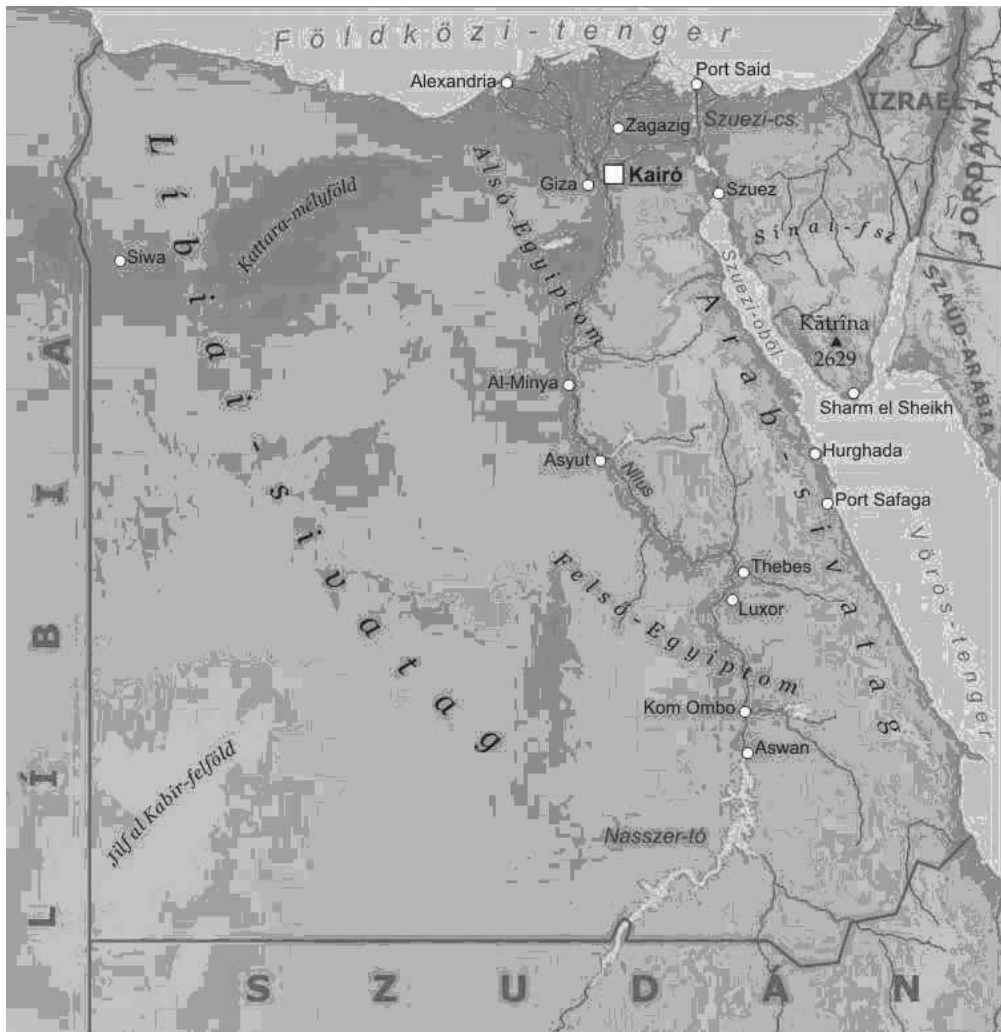 Földközi-tenger
Alexandria
Port Said
IZRAEL
JORDÁNIA
Zagazig
Szuezi-cs.
Líbiai-sivatag
Alsó-Egyiptom
Kairó
Giza
Szuez
Kattara-mélyföld
Sínai-fsz
Siwa
Szuezi-öböl
SZAÚD-ARÁBIA
Arab-sivatag
Kātrīna
2629
Al-Minya
Sharm el Sheikh
LÍBIA
Asyut
Hurghada
Nílus
Port Safaga
Vörös-tenger
Thebes
Felső-Egyiptom
Luxor
Kom Ombo
Aswan
Jilf al Kabir-felföld
Nasszer-tó
SZUDÁN